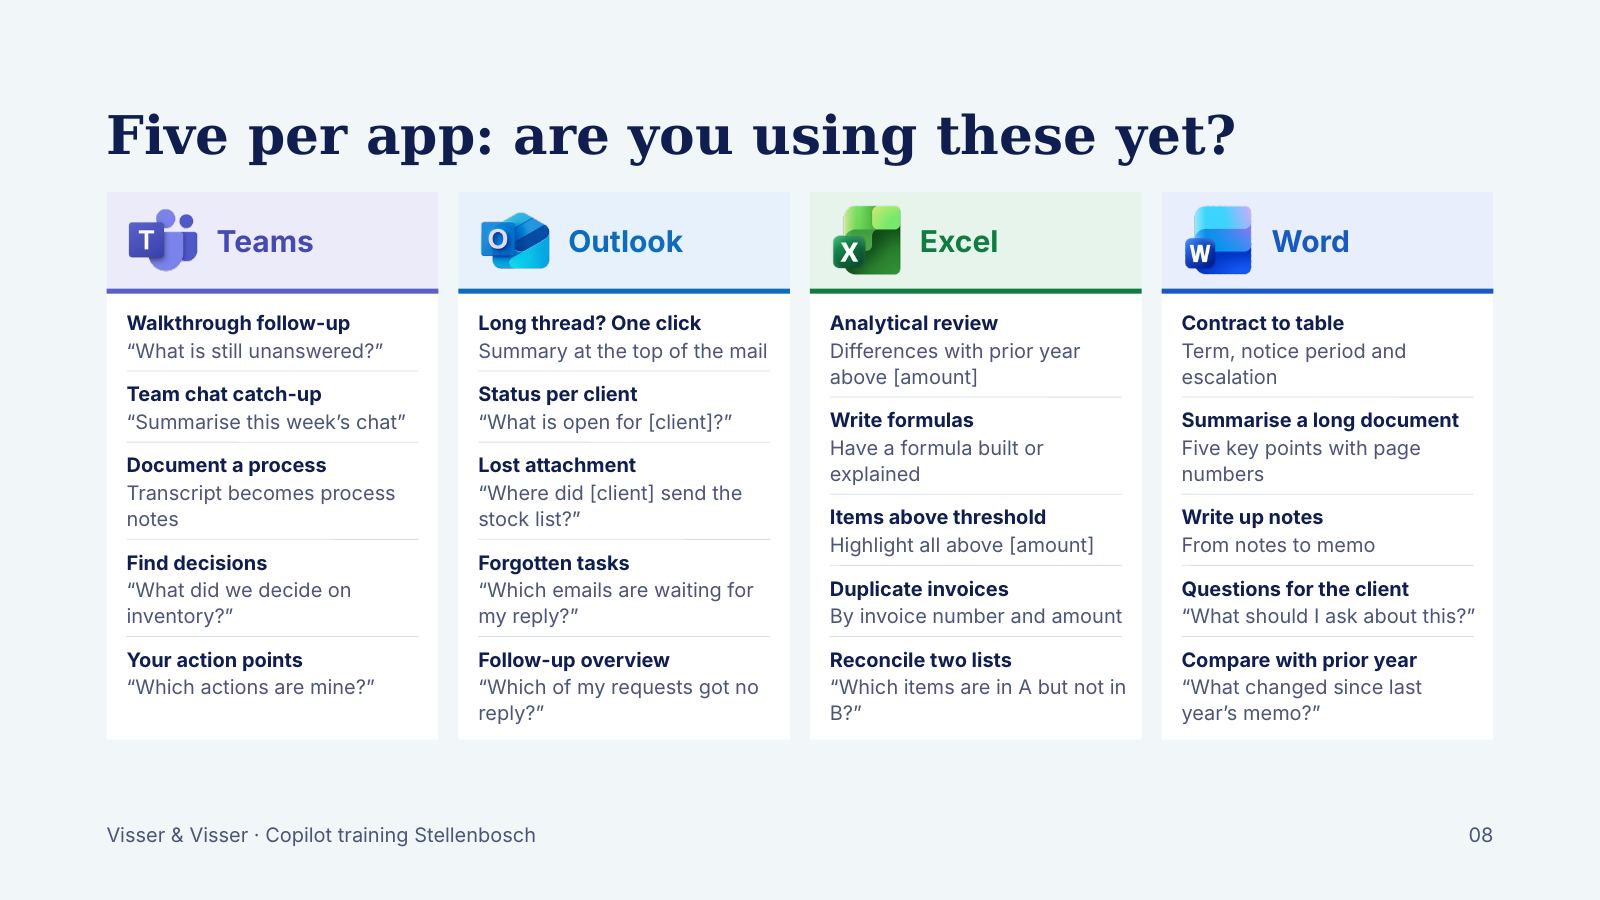 Five per app: are you using these yet?
T
Teams
Walkthrough follow-up
“What is still unanswered?”
Team chat catch-up
“Summarise this week’s chat”
Document a process
Transcript becomes process
notes
Find decisions
“What did we decide on
inventory?”
Your action points
“Which actions are mine?”
O
Outlook
Long thread? One click
Summary at the top of the mail
Status per client
“What is open for [client]?”
Lost attachment
“Where did [client] send the
stock list?”
Forgotten tasks
“Which emails are waiting for
my reply?”
Follow-up overview
“Which of my requests got no
reply?”
X
Excel
Analytical review
Differences with prior year
above [amount]
Write formulas
Have a formula built or
explained
Items above threshold
Highlight all above [amount]
Duplicate invoices
By invoice number and amount
Reconcile two lists
“Which items are in A but not in
B?”
W
Word
Contract to table
Term, notice period and
escalation
Summarise a long document
Five key points with page
numbers
Write up notes
From notes to memo
Questions for the client
“What should I ask about this?”
Compare with prior year
“What changed since last
year’s memo?”
Visser & Visser · Copilot training Stellenbosch
08